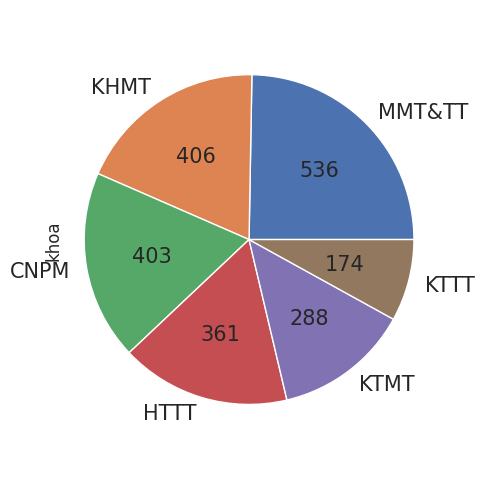 KHMT
MMT&TT
406
536
khoa
CNPM
403
174
KTTT
361
288
HTTT
KTMT